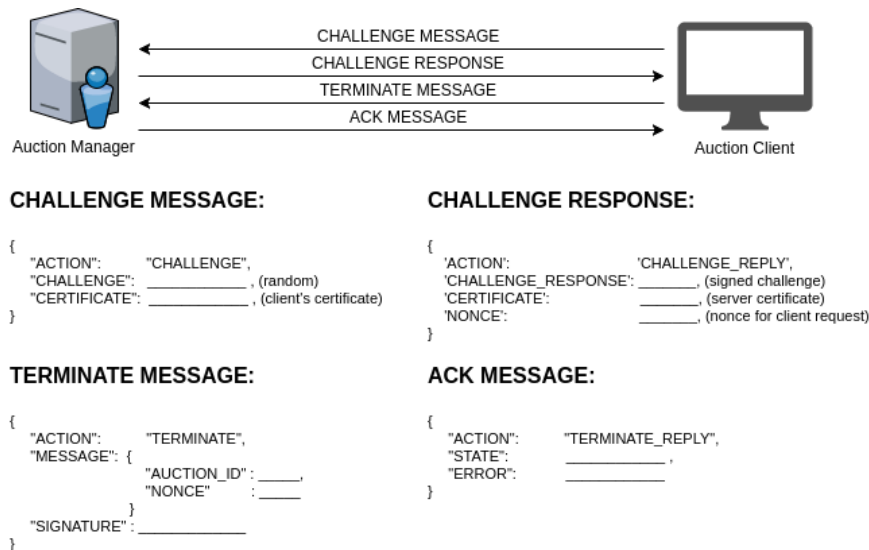 CHALLENGE MESSAGE
CHALLENGE RESPONSE
TERMINATE MESSAGE
ACK MESSAGE
Auction Manager
Auction Client
CHALLENGE MESSAGE:
{
"ACTION": "CHALLENGE",
"CHALLENGE": ____________ , (random)
"CERTIFICATE": ____________ , (client's certificate)
}
CHALLENGE RESPONSE:
{
'ACTION': 'CHALLENGE_REPLY',
'CHALLENGE_RESPONSE': _______, (signed challenge)
'CERTIFICATE': _______, (server certificate)
'NONCE': _______, (nonce for client request)
}
TERMINATE MESSAGE:
{
"ACTION": "TERMINATE",
"MESSAGE": {
"AUCTION_ID" : _____,
"NONCE" : _____
}
"SIGNATURE" : _____________
}
ACK MESSAGE:
{
"ACTION": "TERMINATE_REPLY",
"STATE": ____________ ,
"ERROR": ____________
}